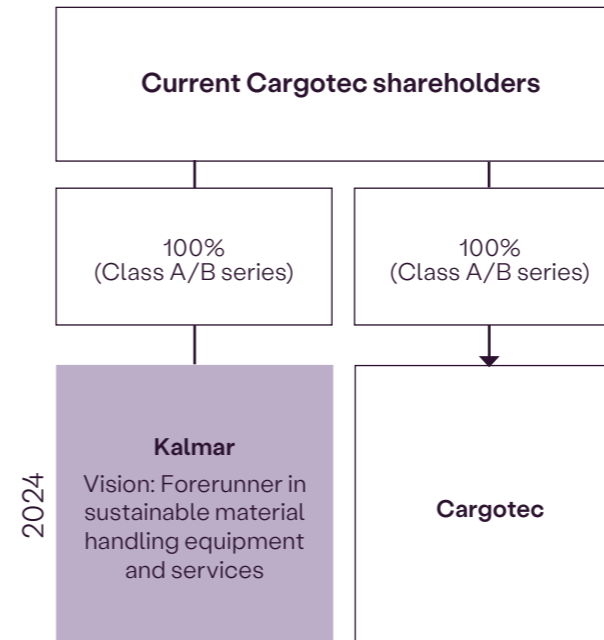 Current Cargotec shareholders
100%
(Class A/B series)
100%
(Class A/B series)
2024
Kalmar
Vision: Forerunner in
sustainable material
handling equipment
and services
Cargotec